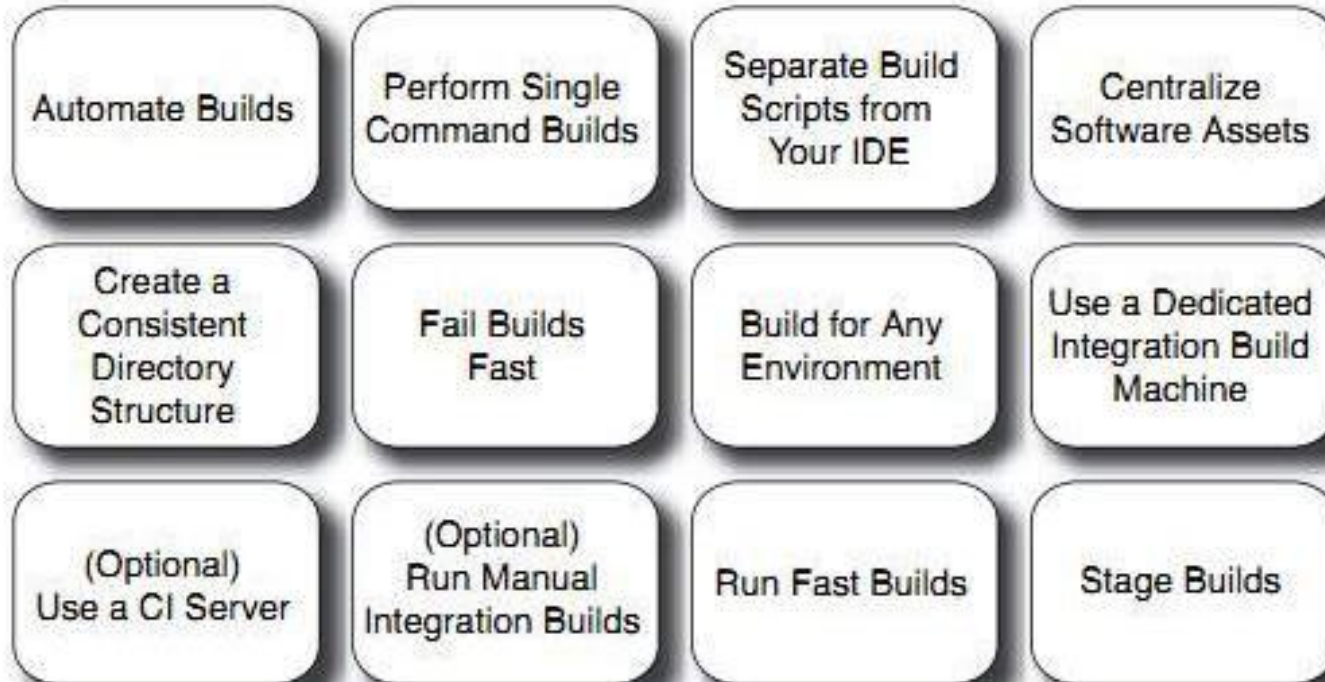 Automate Builds
Perform Single
Command Builds
Separate Build
Scripts from
Your IDE
Centralize
Software Assets
Create a
Consistent
Directory
Structure
Fail Builds
Fast
Build for Any
Environment
Use a Dedicated
Integration Build
Machine
(Optional)
Use a CI Server
(Optional)
Run Manual
Integration Builds
Run Fast Builds
Stage Builds